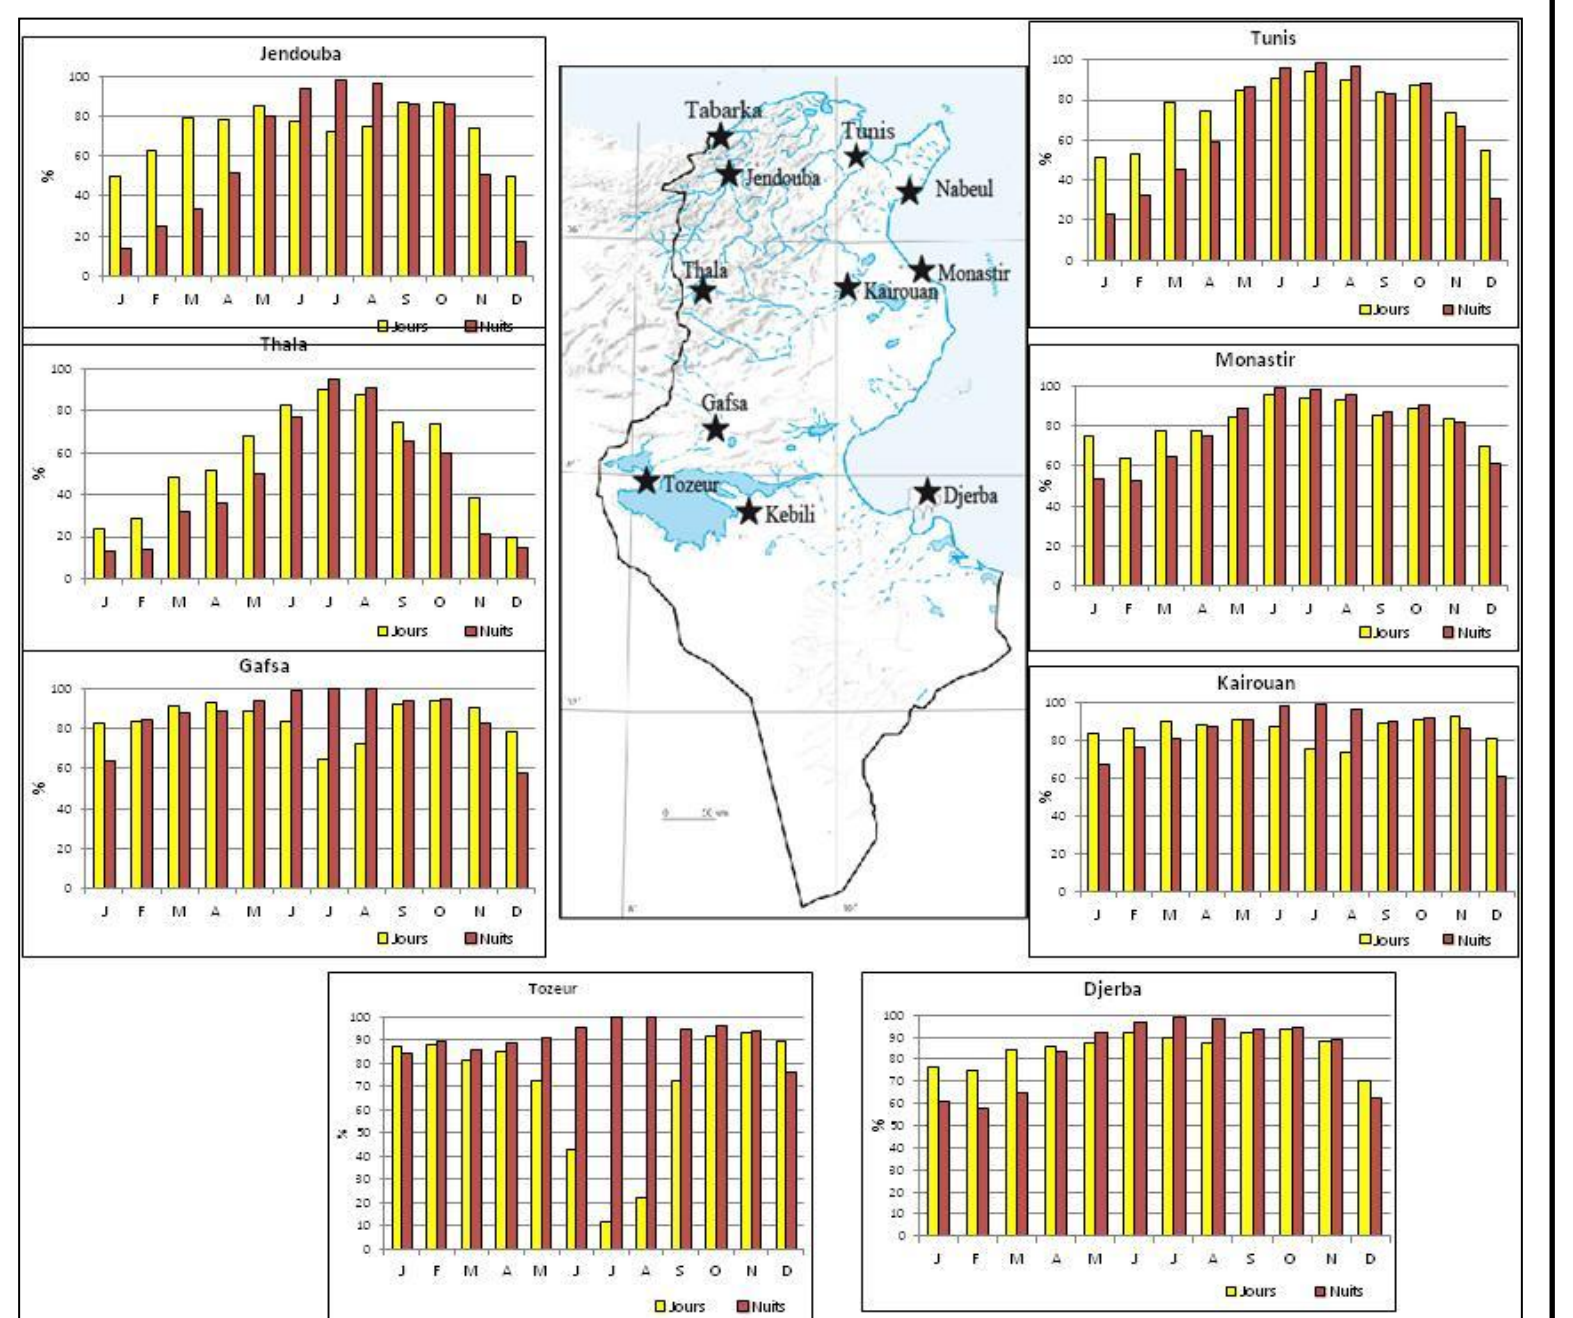 Jendouba
100
80
60
40
20
0
%
J F M A M J J A S O N D
Jours Nuits
Thala
100
80
60
40
20
0
%
J F M A M J J A S O N D
Jours Nuits
Gafsa
100
80
60
40
20
0
%
J F M A M J J A S O N D
Jours Nuits
Tabarka
Tunis
Jendouba
Nabeul
Thala
Monastir
Kairouan
Gafsa
Tozeur
Djerba
Kebili
Tunis
100
80
60
40
20
0
%
J F M A M J J A S O N D
Jours Nuits
Monastir
100
80
60
40
20
0
%
J F M A M J J A S O N D
Jours Nuits
Kairouan
100
80
60
40
20
0
%
J F M A M J J A S O N D
Jours Nuits
Tozeur
100
90
80
70
60
50
40
30
20
10
0
%
J F M A M J J A S O N D
Jours Nuits
Djerba
100
90
80
70
60
50
40
30
20
10
0
%
J F M A M J J A S O N D
Jours Nuits